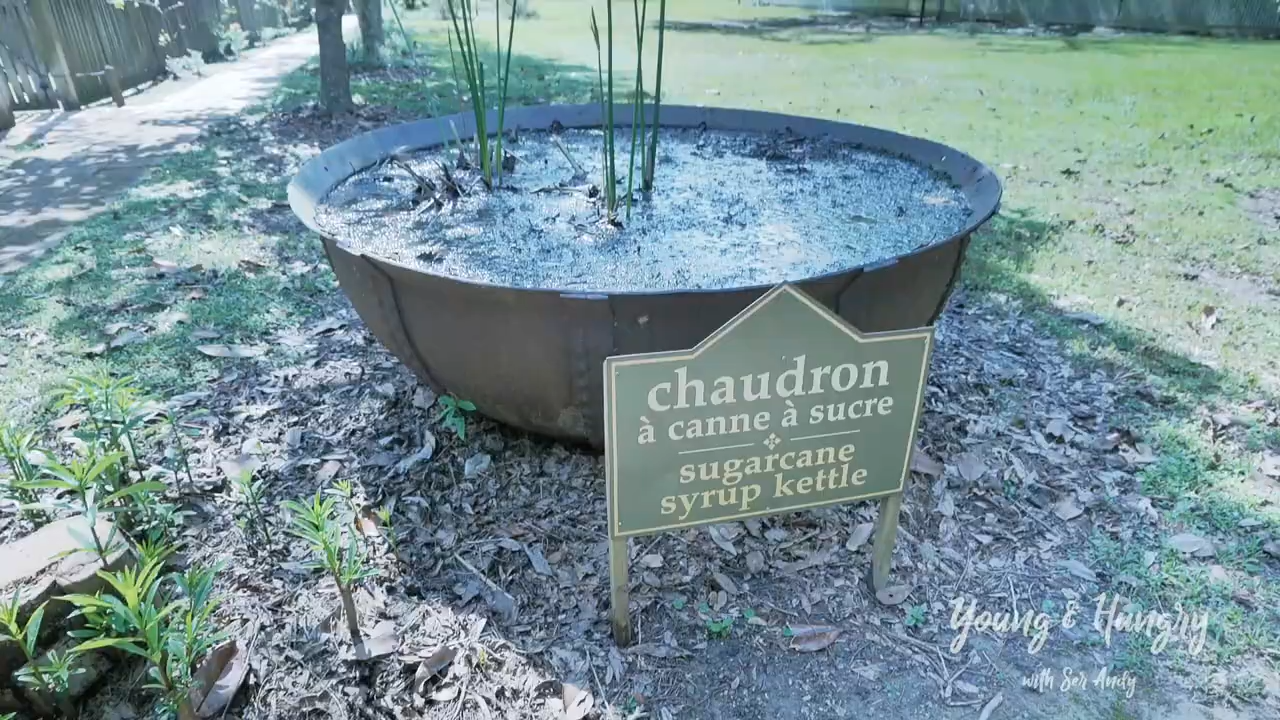 chaudron
à canne à sucre
sugarcane
syrup kettle
Young & Hungry
with Ser Andy